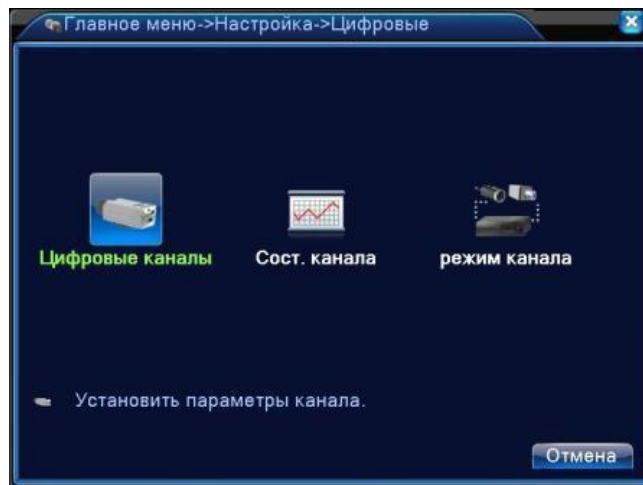 Главное меню->Настройка->Цифровые
Цифровые каналы
Сост. канала
режим канала
Установить параметры канала.
Отмена